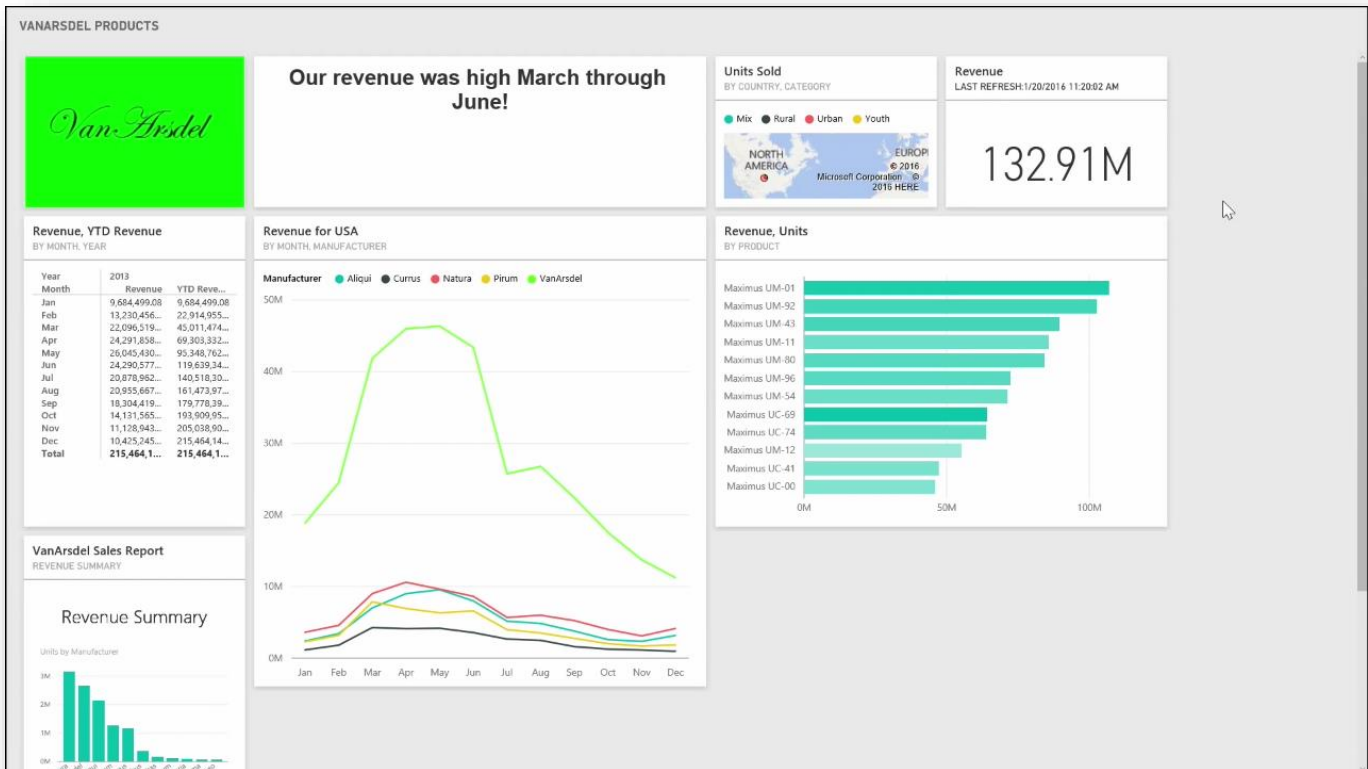 VANARSDEL PRODUCTS
VanArsdel
Our revenue was high March through
June!
Units Sold
BY COUNTRY, CATEGORY
Mix Rural Urban Youth
NORTH
AMERICA
EUROP
© 2016
Microsoft Corporation ©
2016 HERE
Revenue
LAST REFRESH:1/20/2016 11:20:02 AM
132.91M
Revenue, YTD Revenue
BY MONTH, YEAR
Year 2013
Month Revenue YTD Reve...
Jan 9,684,499.08 9,684,499.08
Feb 13,230,456... 22,914,955...
Mar 22,096,519... 45,011,474...
Apr 24,291,858... 69,303,332...
May 26,045,430... 95,348,762...
Jun 24,290,577... 119,639,34...
Jul 20,878,962... 140,518,30...
Aug 20,955,667... 161,473,97...
Sep 18,304,419... 179,778,39...
Oct 14,131,565... 193,909,95...
Nov 11,128,943... 205,038,90...
Dec 10,425,245... 215,464,14...
Total 215,464,1... 215,464,1...
Revenue for USA
BY MONTH, MANUFACTURER
Manufacturer Aliqui Currus Natura Pirum VanArsdel
50M
40M
30M
20M
10M
0M
Jan Feb Mar Apr May Jun Jul Aug Sep Oct Nov Dec
Revenue, Units
BY PRODUCT
Maximus UM-01
Maximus UM-92
Maximus UM-43
Maximus UM-11
Maximus UM-80
Maximus UM-96
Maximus UM-54
Maximus UC-69
Maximus UC-74
Maximus UM-12
Maximus UC-41
Maximus UC-00
0M 50M 100M
VanArsdel Sales Report
REVENUE SUMMARY
Revenue Summary
Units by Manufacturer
3M
2M
1M
0M